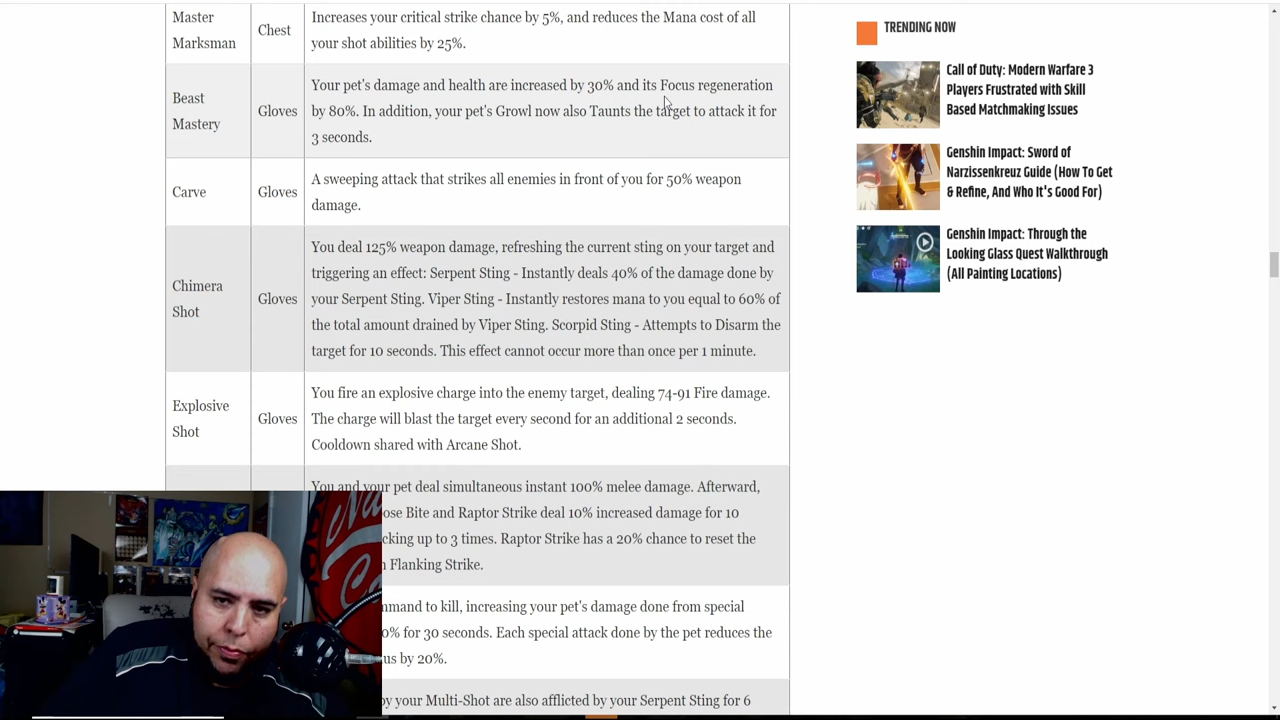 Master
Marksman
Chest
Increases your critical strike chance by 5%, and reduces the Mana cost of all
your shot abilities by 25%.
Beast
Mastery
Gloves
Your pet's damage and health are increased by 30% and its Focus regeneration
by 80%. In addition, your pet's Growl now also Taunts the target to attack it for
3 seconds.
Carve
Gloves
A sweeping attack that strikes all enemies in front of you for 50% weapon
damage.
Chimera
Shot
Gloves
You deal 125% weapon damage, refreshing the current sting on your target and
triggering an effect: Serpent Sting - Instantly deals 40% of the damage done by
your Serpent Sting. Viper Sting - Instantly restores mana to you equal to 60% of
the total amount drained by Viper Sting. Scorpid Sting - Attempts to Disarm the
target for 10 seconds. This effect cannot occur more than once per 1 minute.
Explosive
Shot
Gloves
You fire an explosive charge into the enemy target, dealing 74-91 Fire damage.
The charge will blast the target every second for an additional 2 seconds.
Cooldown shared with Arcane Shot.
You and your pet deal simultaneous instant 100% melee damage. Afterward,
ose Bite and Raptor Strike deal 10% increased damage for 10
cking up to 3 times. Raptor Strike has a 20% chance to reset the
Flanking Strike.
mmand to kill, increasing your pet's damage done from special
0% for 30 seconds. Each special attack done by the pet reduces the
us by 20%.
by your Multi-Shot are also afflicted by your Serpent Sting for 6
TRENDING NOW
Call of Duty: Modern Warfare 3
Players Frustrated with Skill
Based Matchmaking Issues
Genshin Impact: Sword of
Narzissenkreuz Guide (How To Get
& Refine, And Who It's Good For)
Genshin Impact: Through the
Looking Glass Quest Walkthrough
(All Painting Locations)